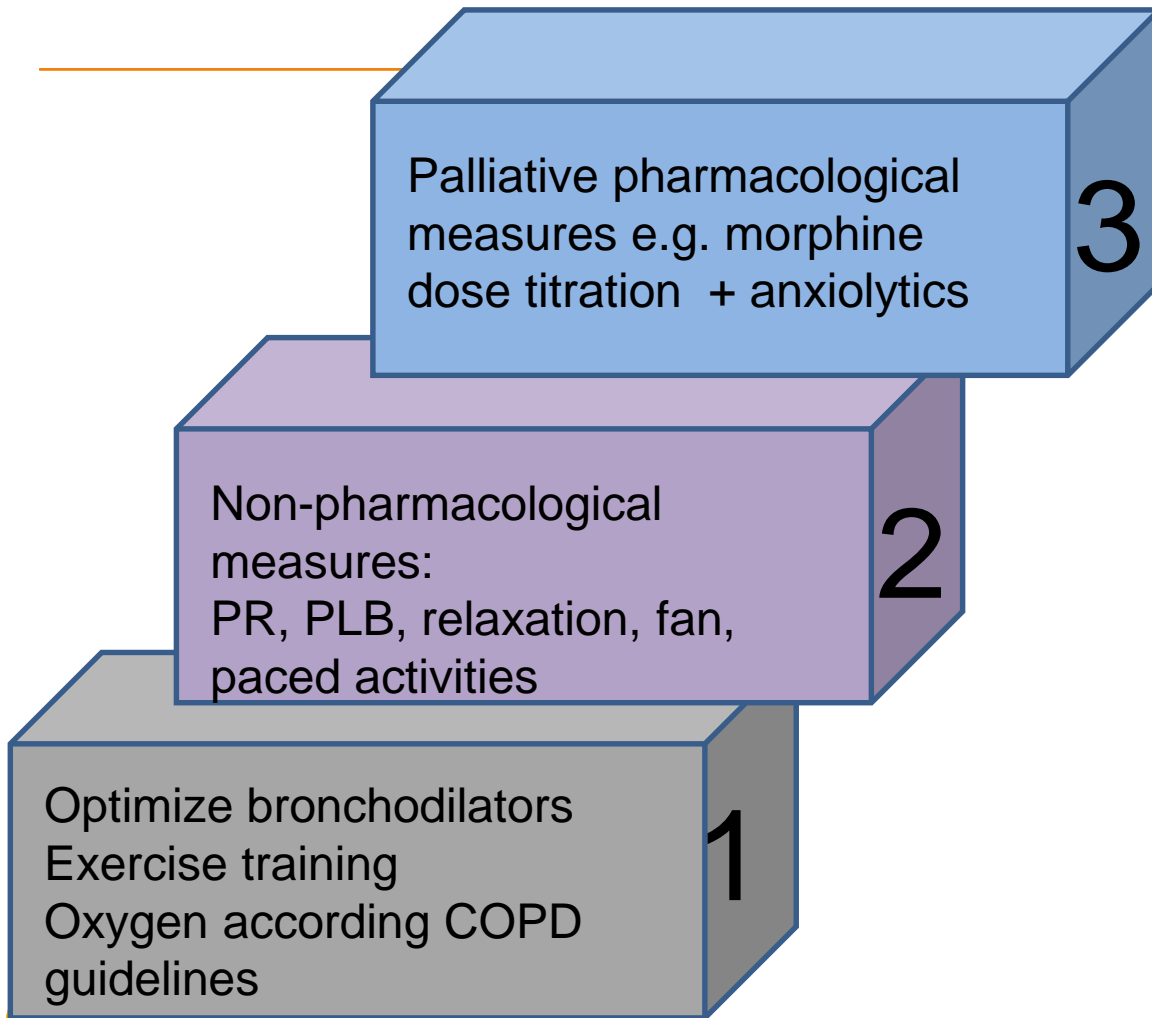 Palliative pharmacological
measures e.g. morphine
dose titration + anxiolytics
3
Non-pharmacological
measures:
PR, PLB, relaxation, fan,
paced activities
2
Optimize bronchodilators
Exercise training
Oxygen according COPD
guidelines
1